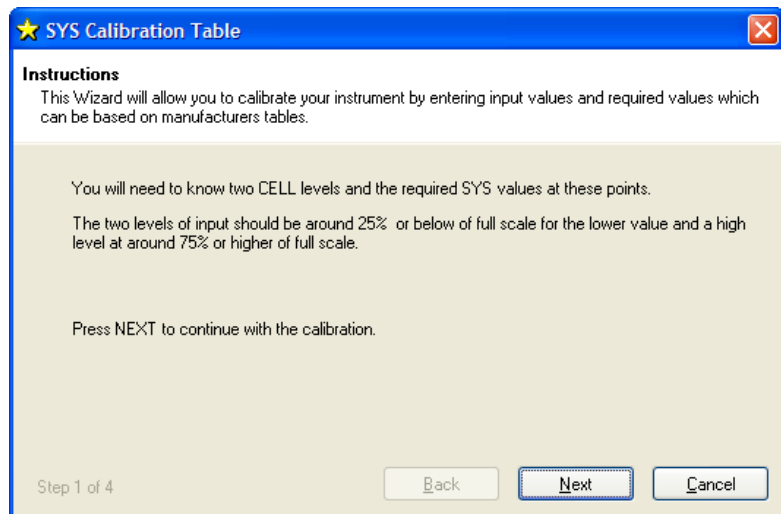 SYS Calibration Table
Instructions
This Wizard will allow you to calibrate your instrument by entering input values and required values which
can be based on manufacturers tables.
You will need to know two CELL levels and the required SYS values at these points.
The two levels of input should be around 25%  or below of full scale for the lower value and a high
level at around 75% or higher of full scale.
Press NEXT to continue with the calibration.
Step 1 of 4
Back
Next
Cancel